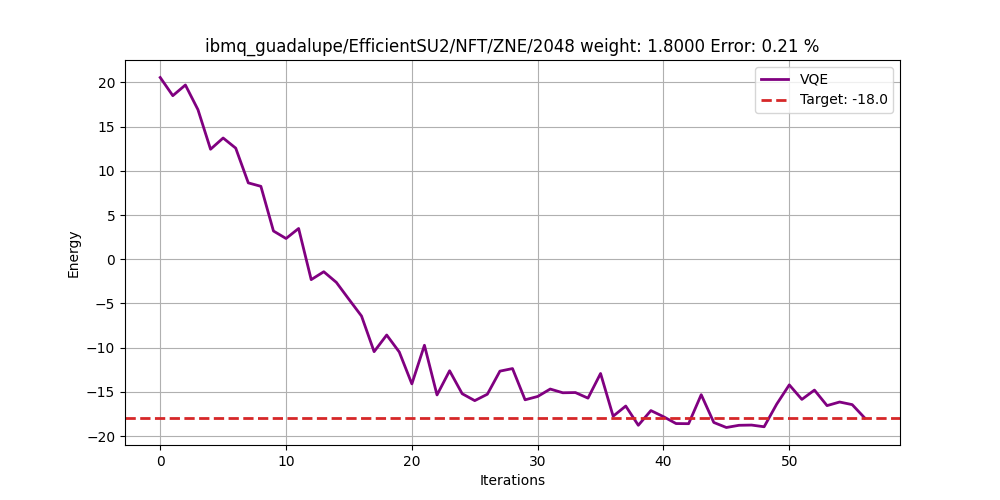 ibmq_guadalupe/EfficientSU2/NFT/ZNE/2048 weight: 1.8000 Error: 0.21 %
VQE
Target: -18.0
20
15
10
5
0
−5
−10
−15
−20
Energy
0 10 20 30 40 50
Iterations